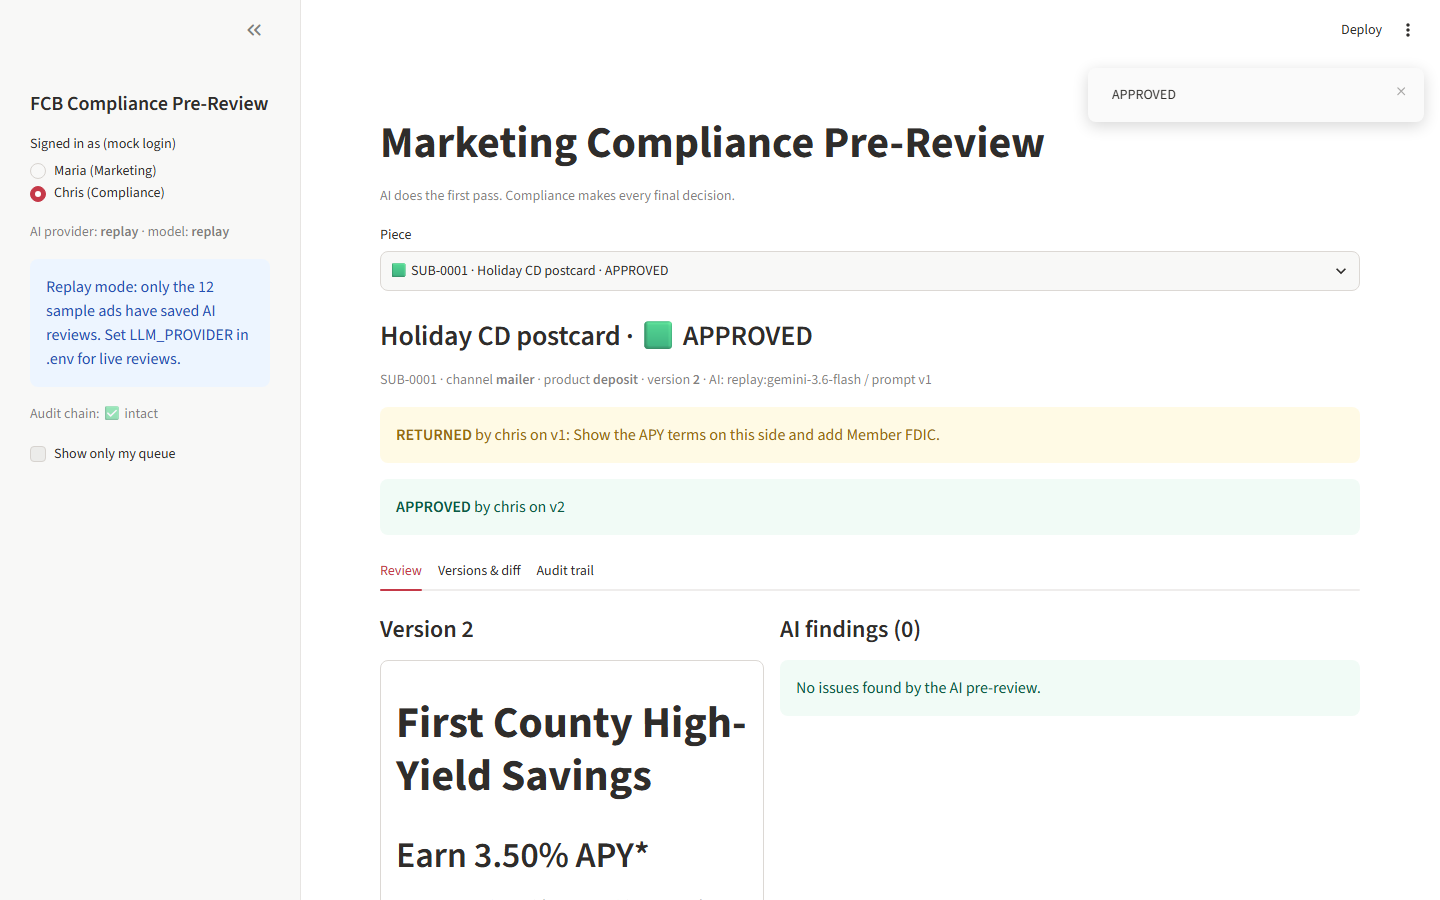 Deploy
APPROVED
FCB Compliance Pre-Review
Signed in as (mock login)
Maria (Marketing)
Chris (Compliance)
AI provider: replay · model: replay
Replay mode: only the 12
sample ads have saved AI
reviews. Set LLM_PROVIDER in
.env for live reviews.
Audit chain: ✅ intact
Show only my queue
Marketing Compliance Pre-Review
AI does the first pass. Compliance makes every final decision.
Piece
🟩 SUB-0001 · Holiday CD postcard · APPROVED
Holiday CD postcard · 🟩 APPROVED
SUB-0001 · channel mailer · product deposit · version 2 · AI: replay:gemini-3.6-flash / prompt v1
RETURNED by chris on v1: Show the APY terms on this side and add Member FDIC.
APPROVED by chris on v2
Review Versions & diff Audit trail
Version 2
First County High-
Yield Savings
Earn 3.50% APY*
AI findings (0)
No issues found by the AI pre-review.